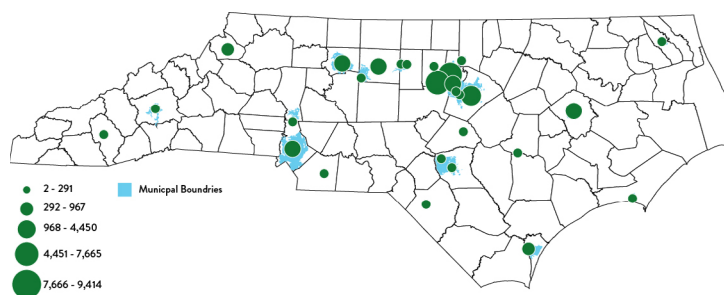 2 - 291
Municpal Boundries
292 - 967
968 - 4,450
4,451 - 7,665
7,666 - 9,414